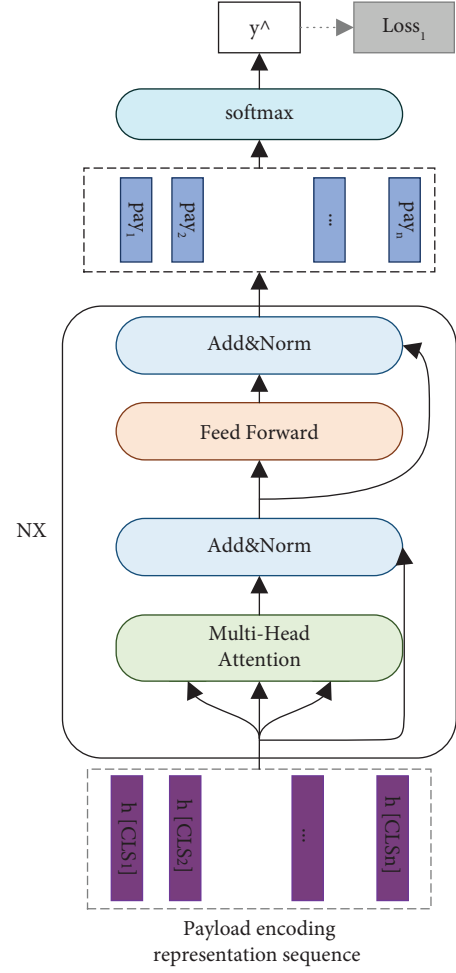 y^
Loss₁
softmax
pay₁
pay₂
...
payₙ
Add&Norm
Feed Forward
NX
Add&Norm
Multi-Head
Attention
h [CLS1]
h [CLS2]
...
h [CLSn]
Payload encoding
representation sequence